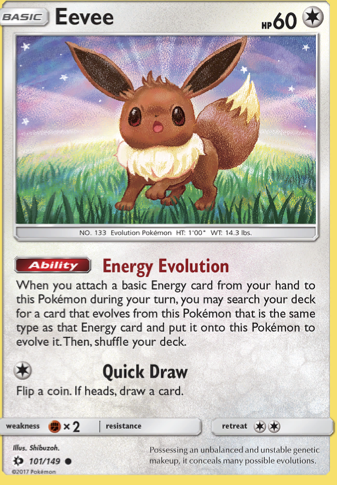 BASIC Eevee HP60
NO. 133 Evolution Pokémon HT: 1'00" WT: 14.3 lbs.
Ability Energy Evolution
When you attach a basic Energy card from your hand to
this Pokémon during your turn, you may search your deck
for a card that evolves from this Pokémon that is the same
type as that Energy card and put it onto this Pokémon to
evolve it. Then, shuffle your deck.
Quick Draw
Flip a coin. If heads, draw a card.
weakness ×2 resistance retreat
Illus. Shibuzoh.
101/149
©2017 Pokémon
Possessing an unbalanced and unstable genetic
makeup, it conceals many possible evolutions.